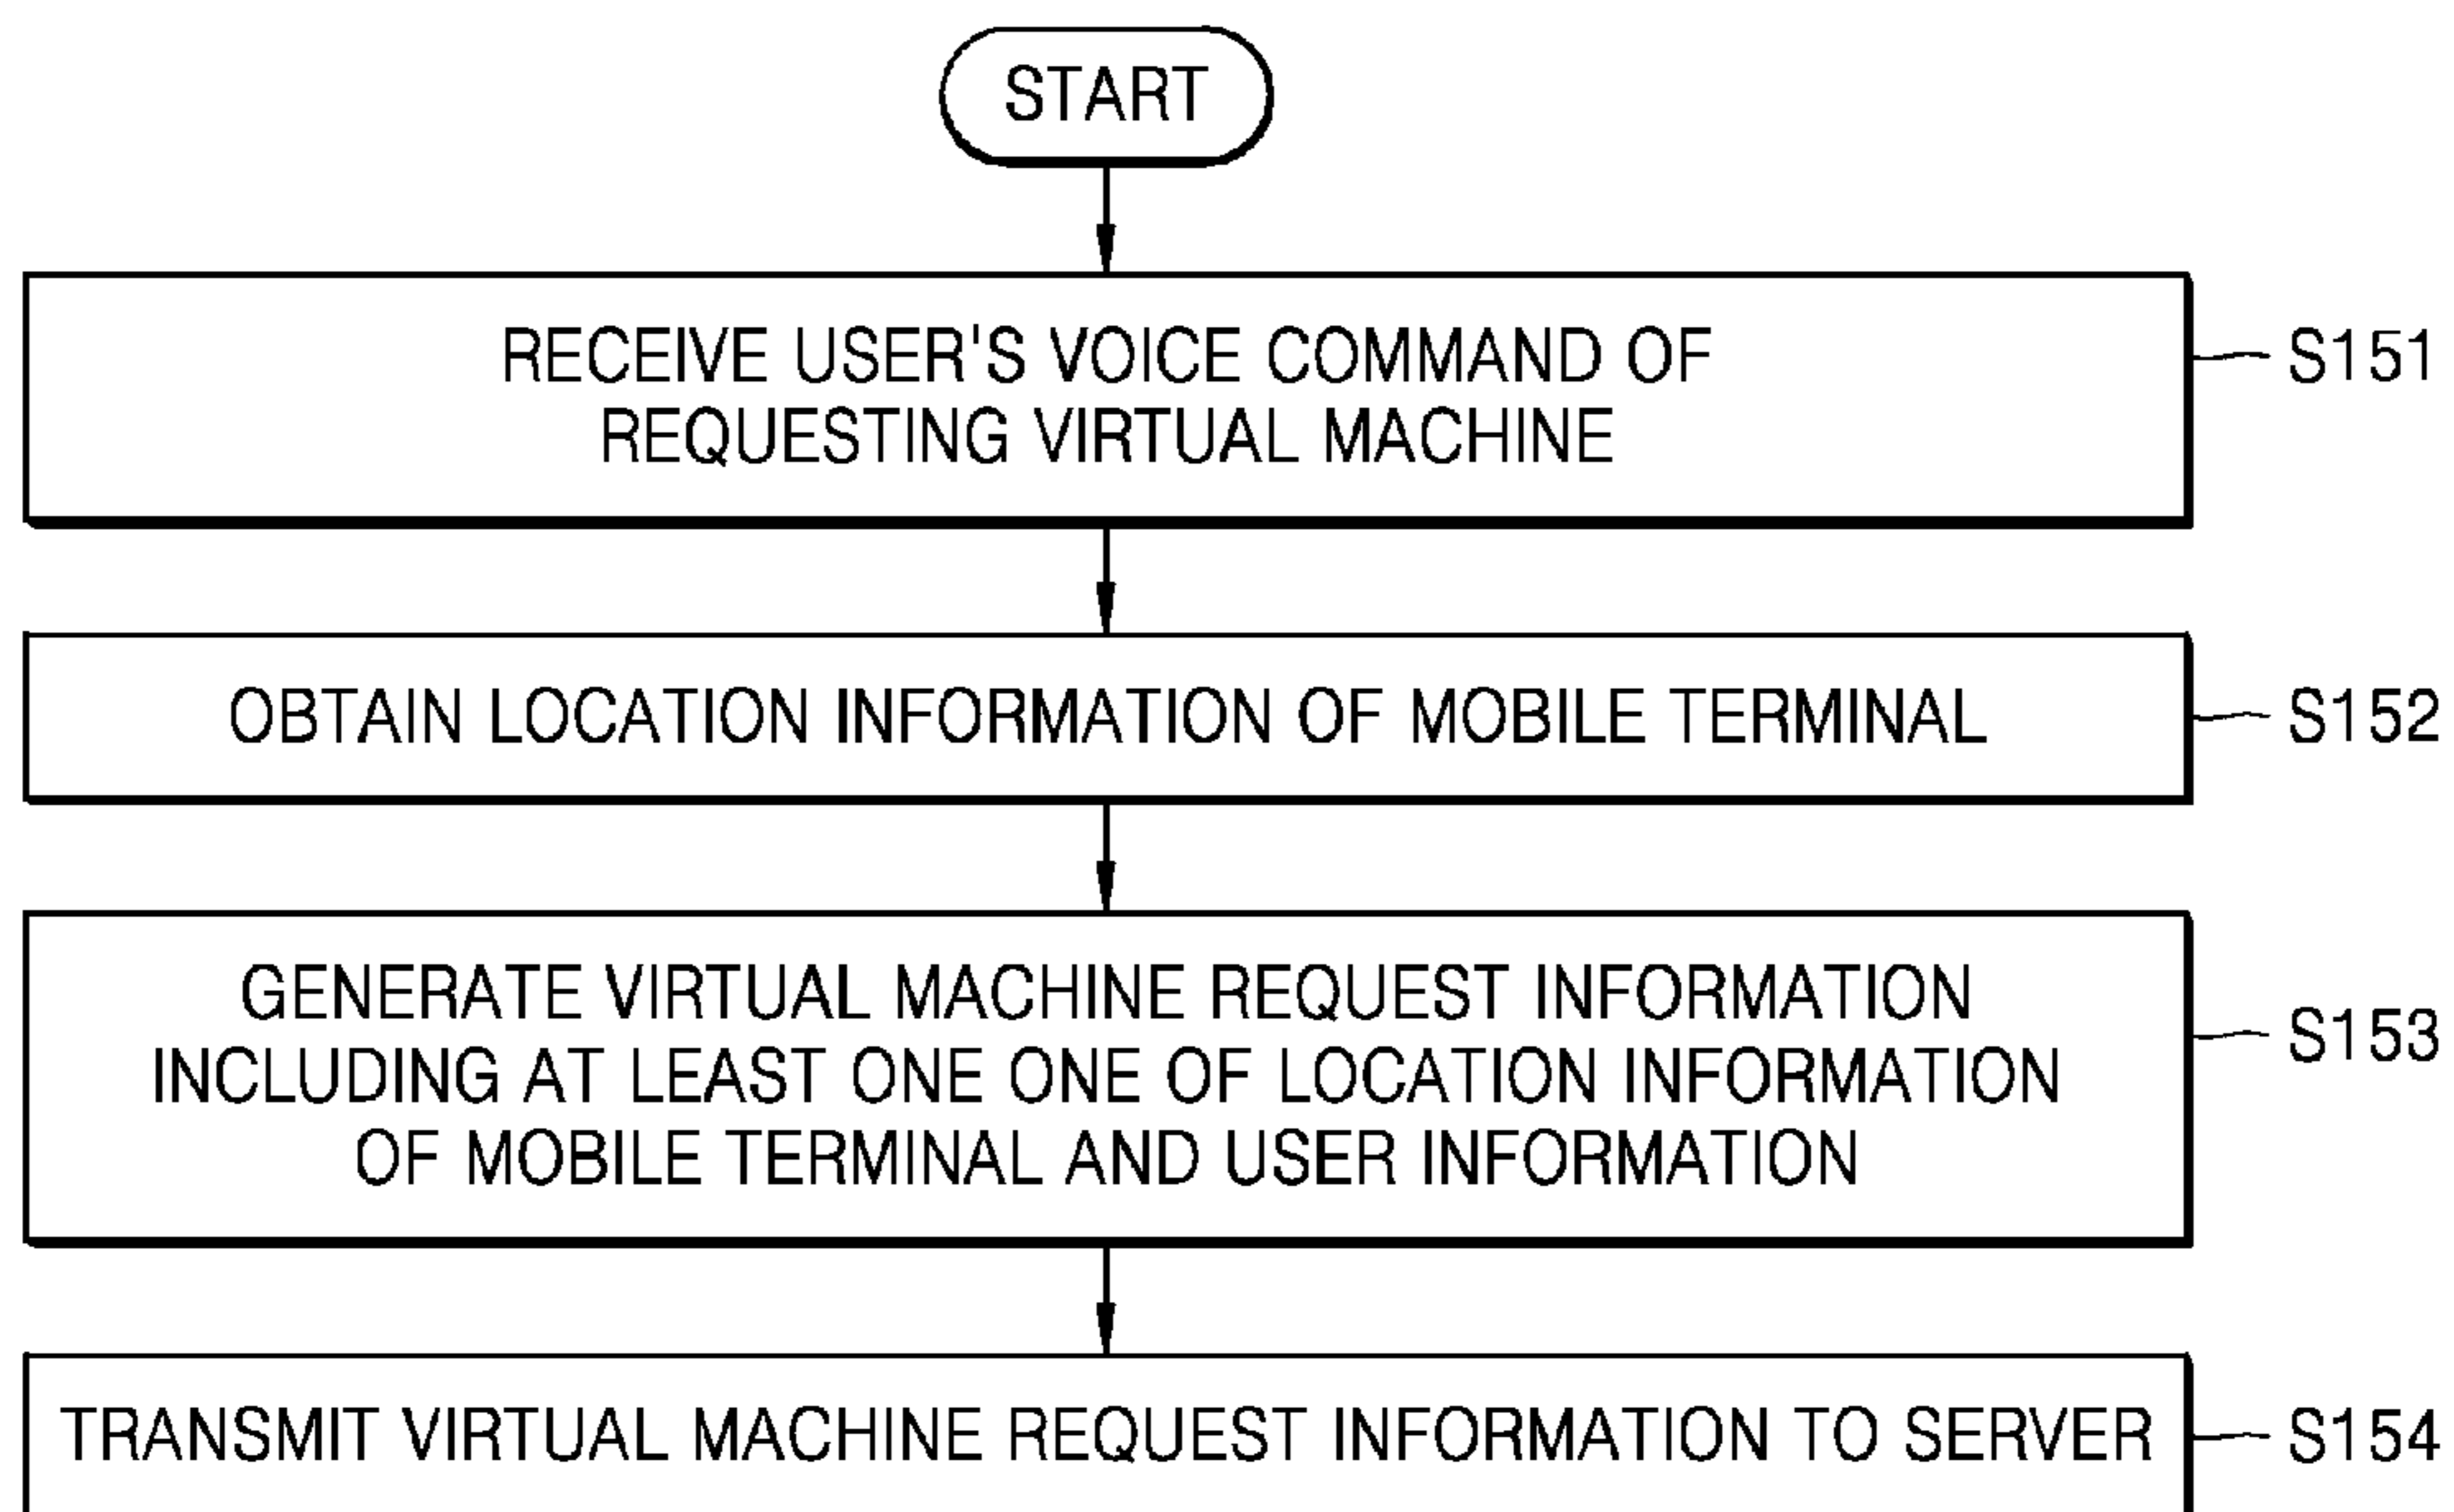 START
RECEIVE USER'S VOICE COMMAND OF
REQUESTING VIRTUAL MACHINE
S151
OBTAIN LOCATION INFORMATION OF MOBILE TERMINAL
S152
GENERATE VIRTUAL MACHINE REQUEST INFORMATION
INCLUDING AT LEAST ONE ONE OF LOCATION INFORMATION
OF MOBILE TERMINAL AND USER INFORMATION
S153
TRANSMIT VIRTUAL MACHINE REQUEST INFORMATION TO SERVER
S154